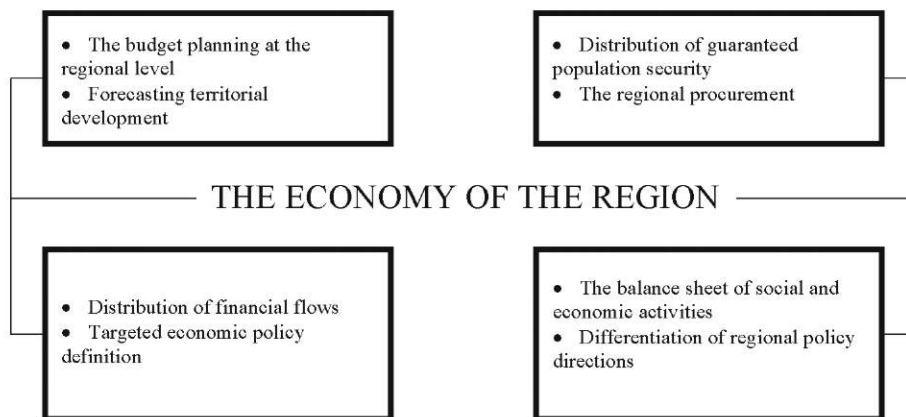 • The budget planning at the
regional level
• Forecasting territorial
development
• Distribution of guaranteed
population security
• The regional procurement
THE ECONOMY OF THE REGION
• Distribution of financial flows
• Targeted economic policy
definition
• The balance sheet of social and
economic activities
• Differentiation of regional policy
directions